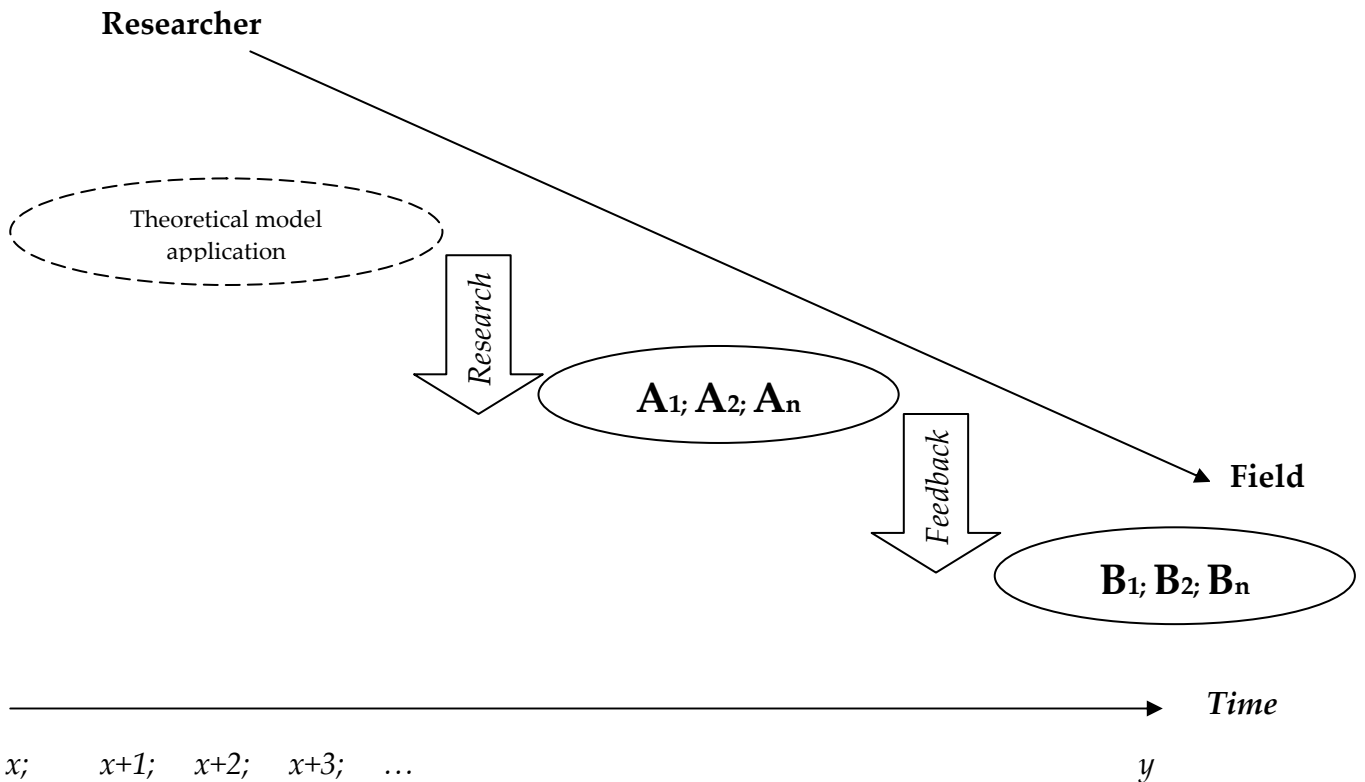 Researcher
Theoretical model
application
Research
A1; A2; An
Feedback
Field
B1; B2; Bn
Time
x; x+1; x+2; x+3; … y